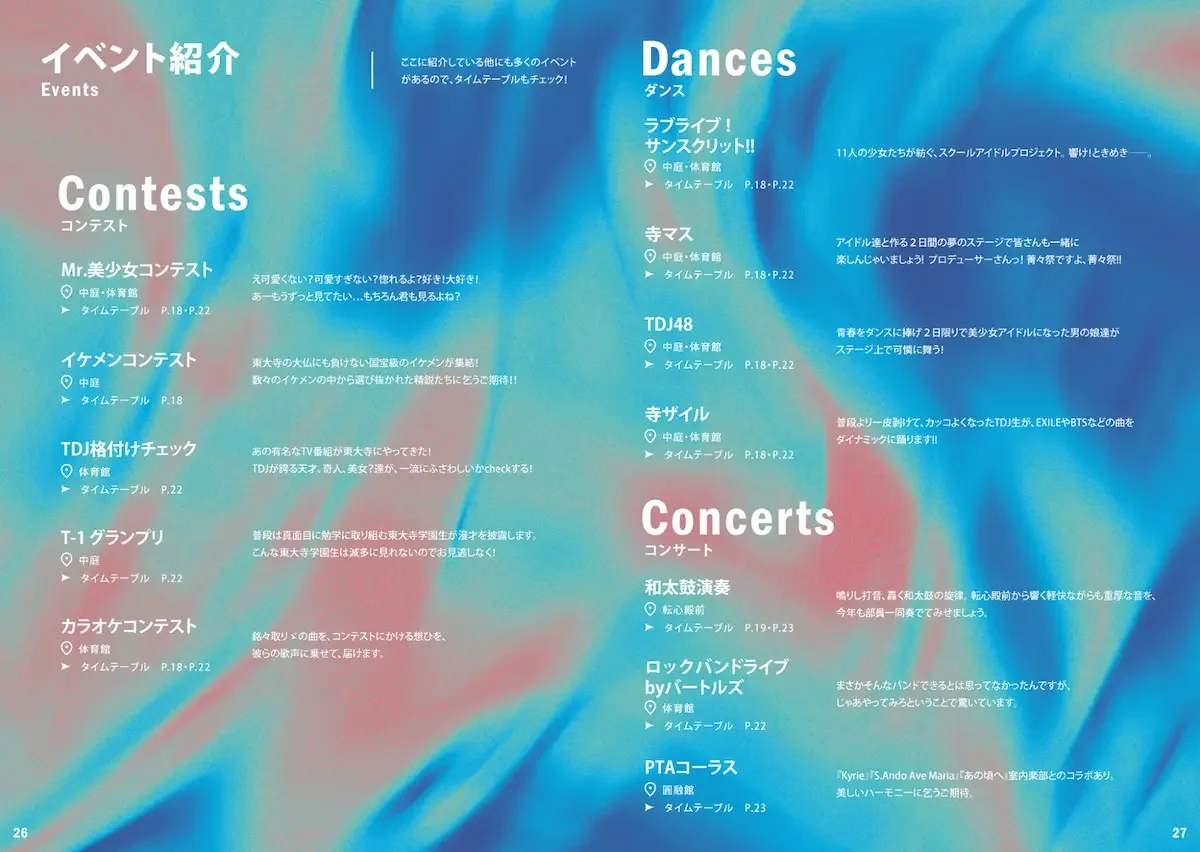 イベント紹介
Events
ここに紹介している他にも多くのイベント
があるので、タイムテーブルもチェック!
Contests
コンテスト
Mr.美少女コンテスト
中庭・体育館
タイムテーブル P.18・P.22
え可愛くない?可愛すぎない?惚れるよ?好き!大好き!
あーもうずっと見てたい…もちろん君も見るよね?
イケメンコンテスト
中庭
タイムテーブル P.18
東大寺の大仏にも負けない国宝級のイケメンが集結!
数々のイケメンの中から選び抜かれた精鋭たちに乞うご期待!!
TDJ格付けチェック
体育館
タイムテーブル P.22
あの有名なTV番組が東大寺にやってきた!
TDJが誇る天才、奇人、美女?達が、一流にふさわしいかcheckする!
T-1 グランプリ
中庭
タイムテーブル P.22
普段は真面目に勉学に取り組む東大寺学園生が漫才を披露します。
こんな東大寺学園生は滅多に見れないのでお見逃しなく!
カラオケコンテスト
体育館
タイムテーブル P.18・P.22
銘々取りゞの曲を、コンテストにかける想ひを、
彼らの歌声に乗せて、届けます。
26
Dances
ダンス
ラブライブ!
サンスクリット!!
中庭・体育館
タイムテーブル P.18・P.22
11人の少女たちが紡ぐ、スクールアイドルプロジェクト。響け!ときめき――。
寺マス
中庭・体育館
タイムテーブル P.18・P.22
アイドル達と作る2日間の夢のステージで皆さんも一緒に
楽しんじゃいましょう! プロデューサーさんっ! 菁々祭ですよ、菁々祭!!
TDJ48
中庭・体育館
タイムテーブル P.18・P.22
青春をダンスに捧げ2日限りで美少女アイドルになった男の娘達が
ステージ上で可憐に舞う!
寺ザイル
中庭・体育館
タイムテーブル P.18・P.22
普段より一皮剥けて、カッコよくなったTDJ生が、EXILEやBTSなどの曲を
ダイナミックに踊ります!!
Concerts
コンサート
和太鼓演奏
転心殿前
タイムテーブル P.19・P.23
鳴りし打音、轟く和太鼓の旋律。転心殿前から響く軽快ながらも重厚な音を、
今年も部員一同奏でてみせましょう。
ロックバンドライブ
byバートルズ
体育館
タイムテーブル P.22
まさかそんなバンドできるとは思ってなかったんですが、
じゃあやってみろということで驚いています。
PTAコーラス
圓融館
タイムテーブル P.23
『Kyrie』『S.Ando Ave Maria』『あの頃へ』室内楽部とのコラボあり。
美しいハーモニーに乞うご期待。
27